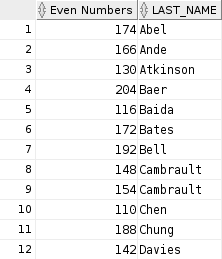 Even Numbers LAST_NAME
1 174 Abel
2 166 Ande
3 130 Atkinson
4 204 Baer
5 116 Baida
6 172 Bates
7 192 Bell
8 148 Cambrault
9 154 Cambrault
10 110 Chen
11 188 Chung
12 142 Davies